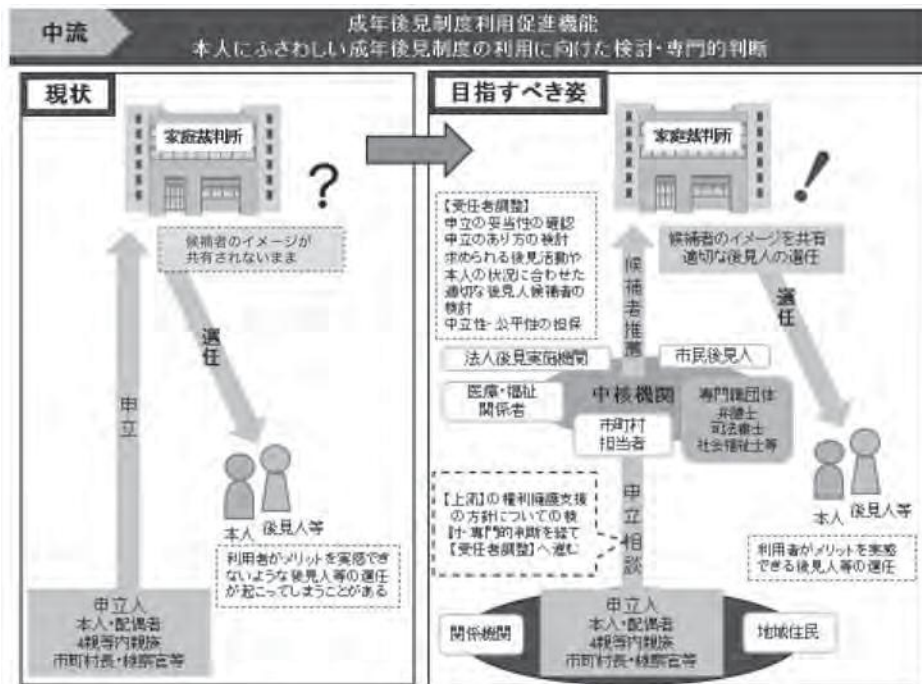 中流
成年後見制度利用促進機能
本人にふさわしい成年後見制度の利用に向けた検討・専門的判断
現状
家庭裁判所
?
候補者のイメージが
共有されないまま
選任
申立
本人
後見人等
利用者がメリットを実感でき
ないような後見人等の選任
が起こってしまうことがある
申立人
本人・配偶者
4親等内親族
市町村長・検察官等
目指すべき姿
家庭裁判所
!
【受任者調整】
申立の妥当性の確認
申立のあり方の検討
求められる後見活動や
本人の状況に合わせた
適切な後見人候補者の
検討
中立性・公平性の担保
候補者のイメージを共有
適切な後見人の選任
候補者推薦
選任
法人後見実施機関
市民後見人
医療・福祉
関係者
中核機関
専門職団体
弁護士
司法書士
社会福祉士等
市町村
担当者
本人
後見人等
【上流】の権利擁護支援
の方針についての検
討・専門的判断を経て
【受任者調整】へ進む
申立相談
利用者がメリットを実感
できる後見人等の選任
関係機関
申立人
本人・配偶者
4親等内親族
市町村長・検察官等
地域住民